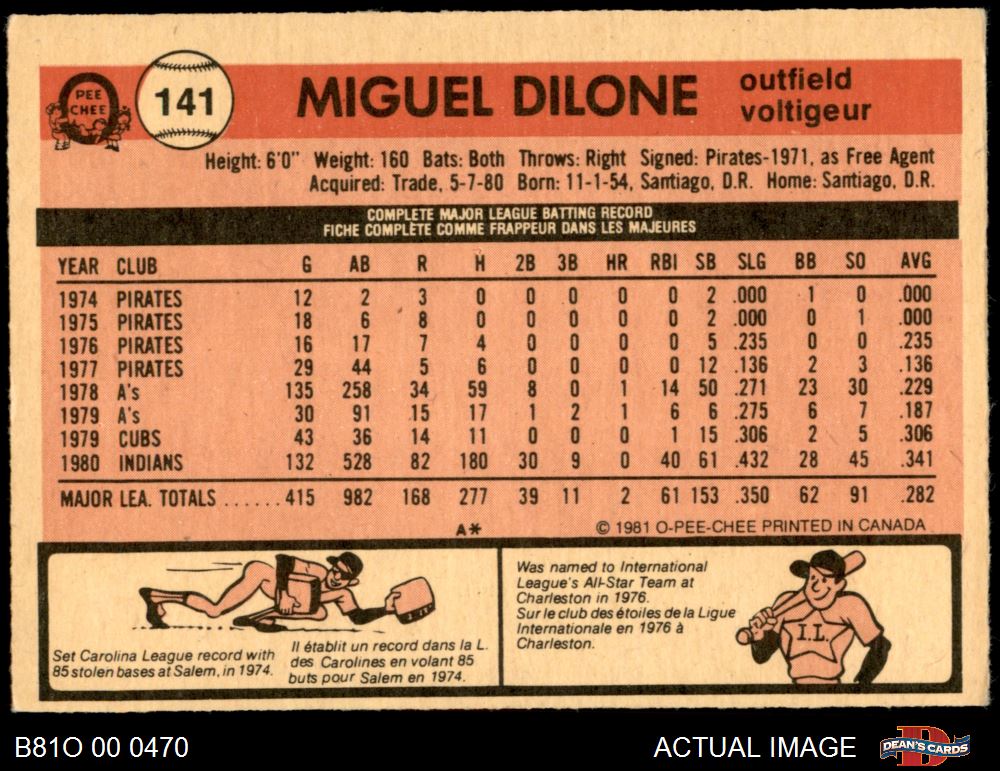 PEE
CHEE
141
MIGUEL DILONE
outfield
voltigeur
Height: 6'0" Weight: 160 Bats: Both Throws: Right Signed: Pirates-1971, as Free Agent
Acquired: Trade, 5-7-80 Born: 11-1-54, Santiago, D.R. Home: Santiago, D.R.
COMPLETE MAJOR LEAGUE BATTING RECORD
FICHE COMPLÈTE COMME FRAPPEUR DANS LES MAJEURES
YEAR CLUB G AB R H 2B 3B HR RBI SB SLG BB SO AVG
1974 PIRATES 12 2 3 0 0 0 0 0 2 .000 1 0 .000
1975 PIRATES 18 6 8 0 0 0 0 0 2 .000 0 1 .000
1976 PIRATES 16 17 7 4 0 0 0 0 5 .235 0 0 .235
1977 PIRATES 29 44 5 6 0 0 0 0 12 .136 2 3 .136
1978 A's 135 258 34 59 8 0 1 14 50 .271 23 30 .229
1979 A's 30 91 15 17 1 2 1 6 6 .275 6 7 .187
1979 CUBS 43 36 14 11 0 0 0 1 15 .306 2 5 .306
1980 INDIANS 132 528 82 180 30 9 0 40 61 .432 28 45 .341
MAJOR LEA. TOTALS ...... 415 982 168 277 39 11 2 61 153 .350 62 91 .282
A* © 1981 O-PEE-CHEE PRINTED IN CANADA
Set Carolina League record with
85 stolen bases at Salem, in 1974.
Il établit un record dans la L.
des Carolines en volant 85
buts pour Salem en 1974.
Was named to International
League's All-Star Team at
Charleston in 1976.
Sur le club des étoiles de la Ligue
Internationale en 1976 à
Charleston.
I.L.
B81O 00 0470
ACTUAL IMAGE
DEAN'S CARDS